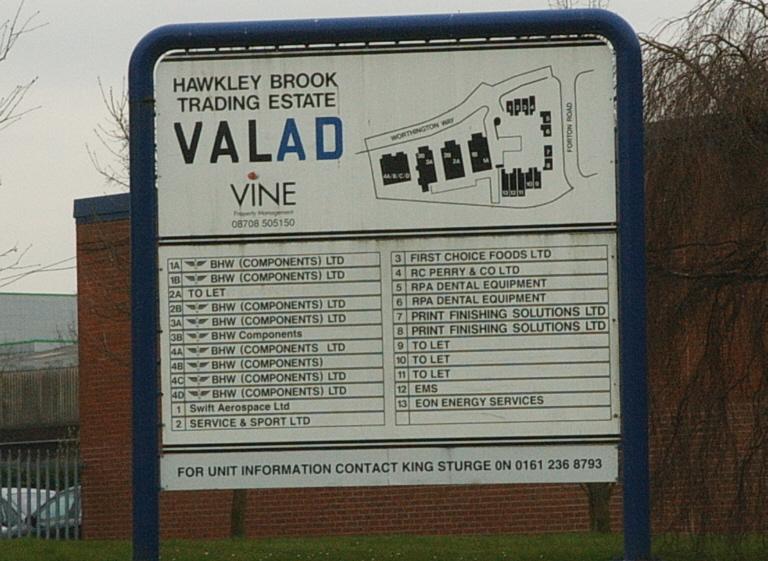 HAWKLEY BROOK
TRADING ESTATE
VALAD
VINE
Property Management
08708 505150
WORTHINGTON WAY
FORTON ROAD
4A/B/C/D
1A BHW (COMPONENTS) LTD
1B BHW (COMPONENTS) LTD
2A TO LET
2B BHW (COMPONENTS) LTD
3A BHW (COMPONENTS) LTD
3B BHW Components
4A BHW (COMPONENTS LTD
4B BHW (COMPONENTS)
4C BHW (COMPONENTS) LTD
4D BHW (COMPONENTS) LTD
1 Swift Aerospace Ltd
2 SERVICE & SPORT LTD
3 FIRST CHOICE FOODS LTD
4 RC PERRY & CO LTD
5 RPA DENTAL EQUIPMENT
6 RPA DENTAL EQUIPMENT
7 PRINT FINISHING SOLUTIONS LTD
8 PRINT FINISHING SOLUTIONS LTD
9 TO LET
10 TO LET
11 TO LET
12 EMS
13 EON ENERGY SERVICES
FOR UNIT INFORMATION CONTACT KING STURGE 0N 0161 236 8793